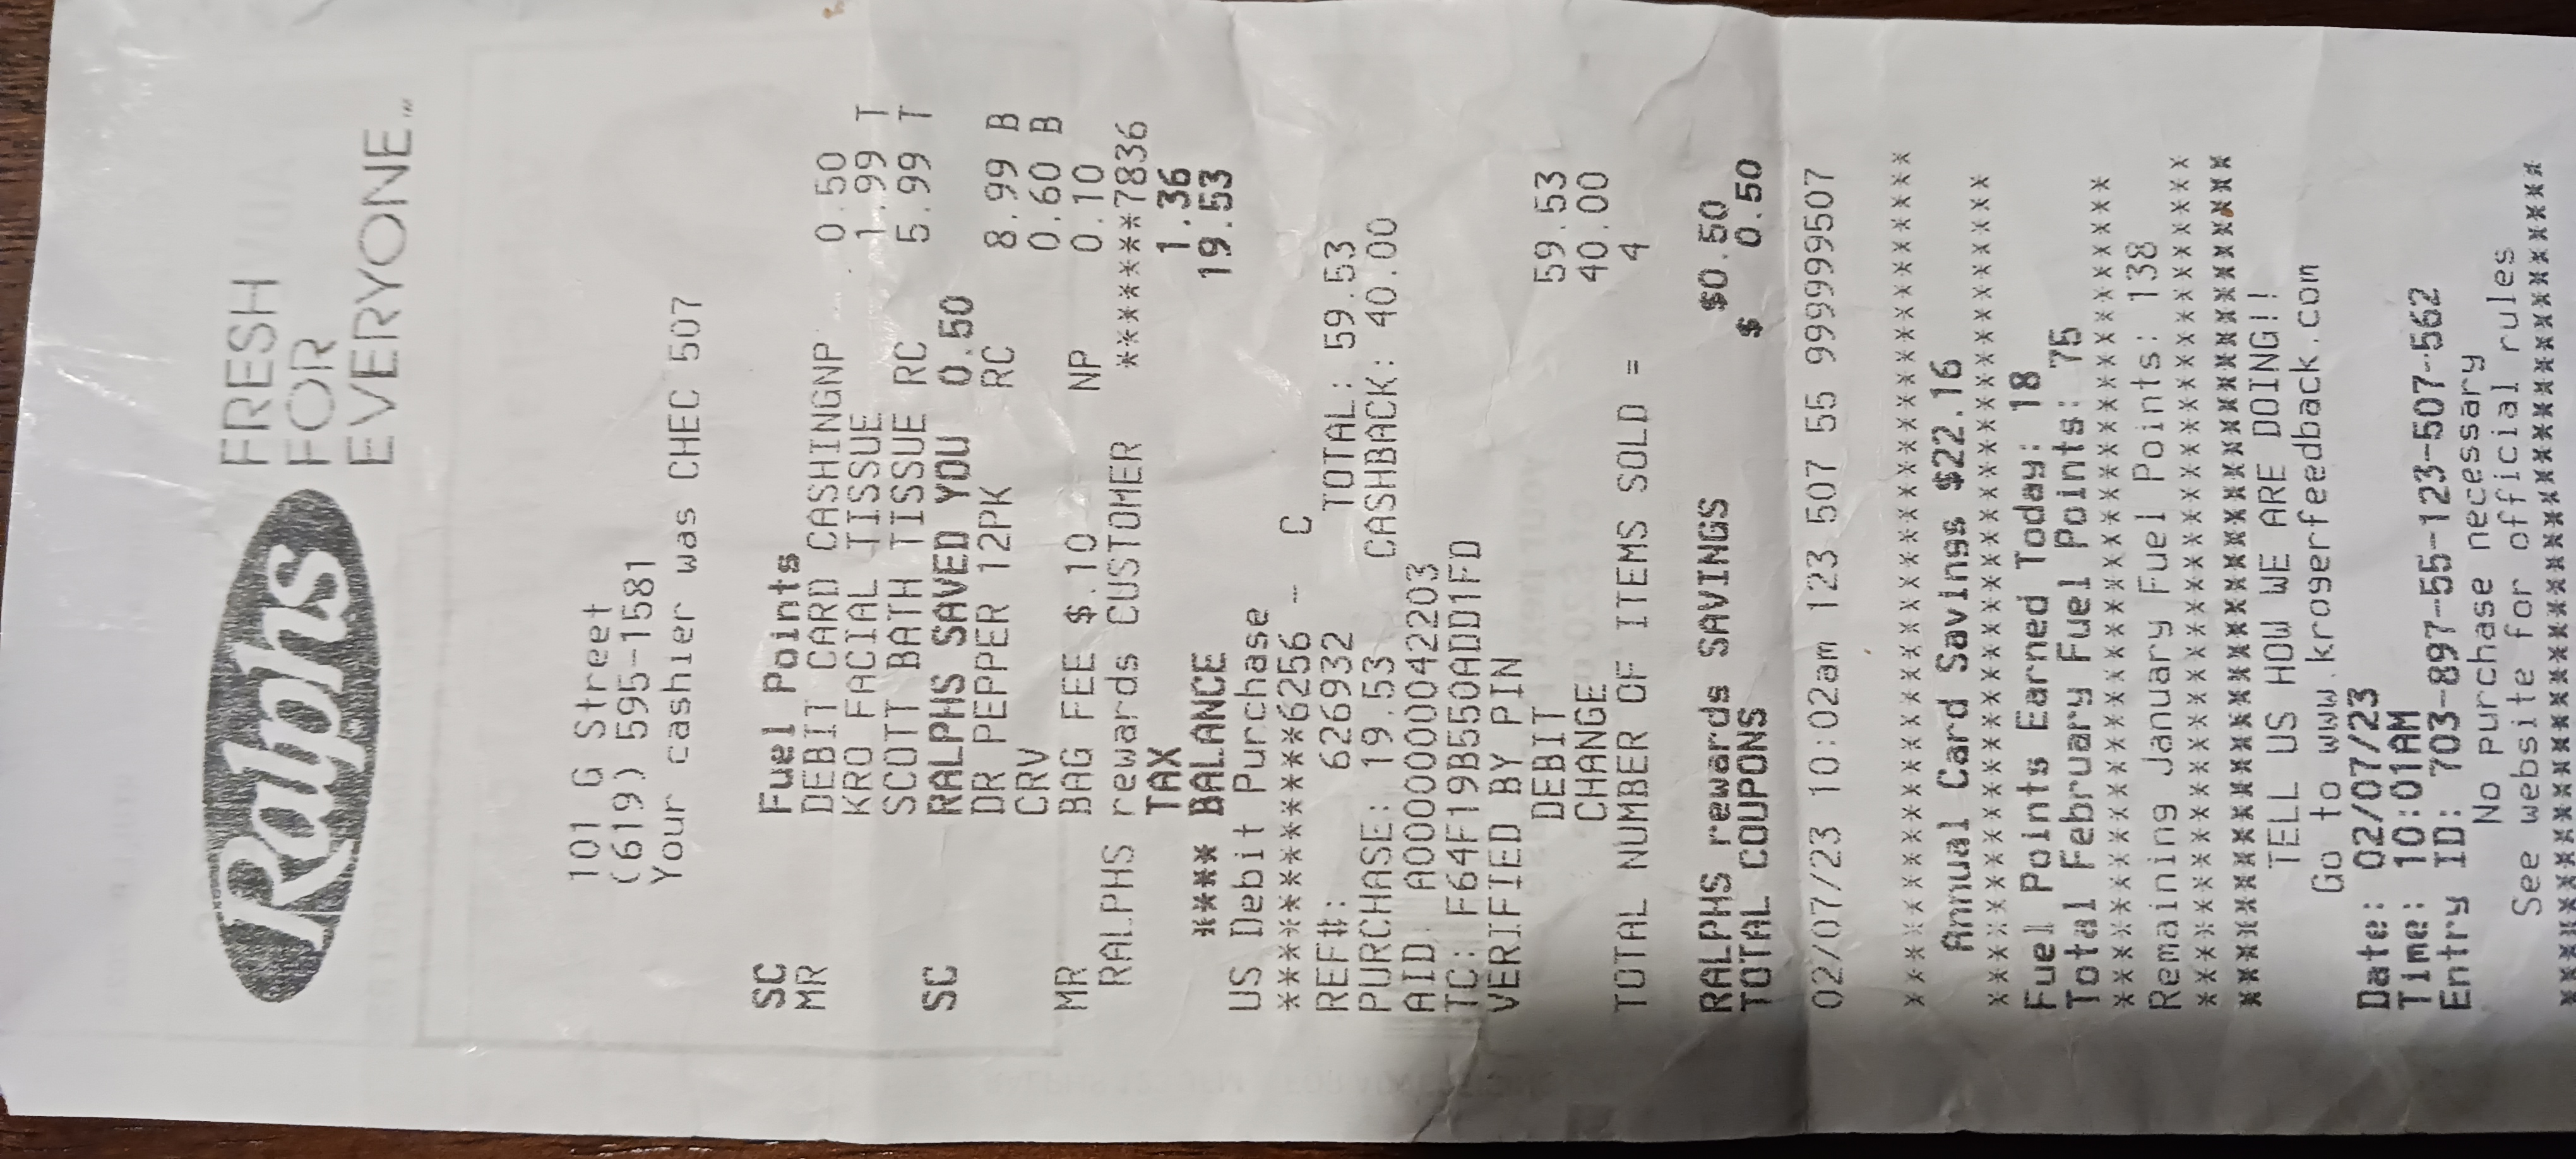 Ralphs
FRESH
FOR
EVERYONE™
101 G Street
(619) 595-1581
Your cashier was CHEC 507
SC Fuel Points
MR DEBIT CARD CASHINGNP 0.50
KRO FACIAL TISSUE 1.99 T
SCOTT BATH TISSUE RC 5.99 T
SC RALPHS SAVED YOU 0.50
DR PEPPER 12PK RC 8.99 B
CRV 0.60 B
MR BAG FEE $.10 NP 0.10
RALPHS rewards CUSTOMER *******7836
TAX 1.36
**** BALANCE 19.53
US Debit Purchase
************6256 - C
REF#: 626932 TOTAL: 59.53
PURCHASE: 19.53 CASHBACK: 40.00
AID: A0000000042203
TC: F64F19B550ADD1FD
VERIFIED BY PIN
DEBIT 59.53
CHANGE 40.00
TOTAL NUMBER OF ITEMS SOLD = 4
RALPHS rewards SAVINGS $0.50
TOTAL COUPONS $ 0.50
02/07/23 10:02am 123 507 55 999999507
************************************
Annual Card Savings $22.16
***********************************
Fuel Points Earned Today: 18
Total February Fuel Points: 75
***********************************
Remaining January Fuel Points: 138
************************************
************************************
TELL US HOW WE ARE DOING!!
Go to www.krogerfeedback.com
Date: 02/07/23
Time: 10:01AM
Entry ID: 703-897-55-123-507-562
No purchase necessary
See website for official rules
************************************